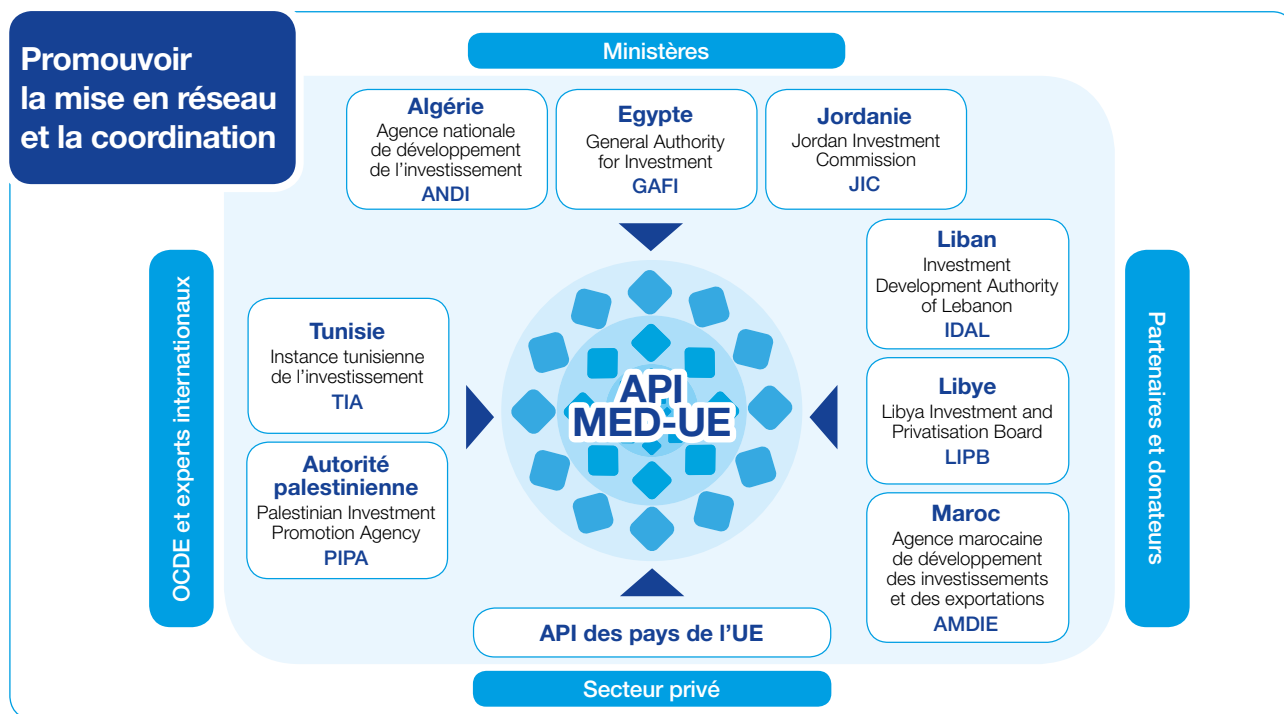 Promouvoir
la mise en réseau
et la coordination
Ministères
Algérie
Agence nationale
de développement
de l’investissement
ANDI
Egypte
General Authority
for Investment
GAFI
Jordanie
Jordan Investment
Commission
JIC
Liban
Investment
Development Authority
of Lebanon
IDAL
Libye
Libya Investment and
Privatisation Board
LIPB
Maroc
Agence marocaine
de développement
des investissements
et des exportations
AMDIE
Tunisie
Instance tunisienne
de l’investissement
TIA
Autorité
palestinienne
Palestinian Investment
Promotion Agency
PIPA
API
MED-UE
API des pays de l’UE
Secteur privé
OCDE et experts internationaux
Partenaires et donateurs